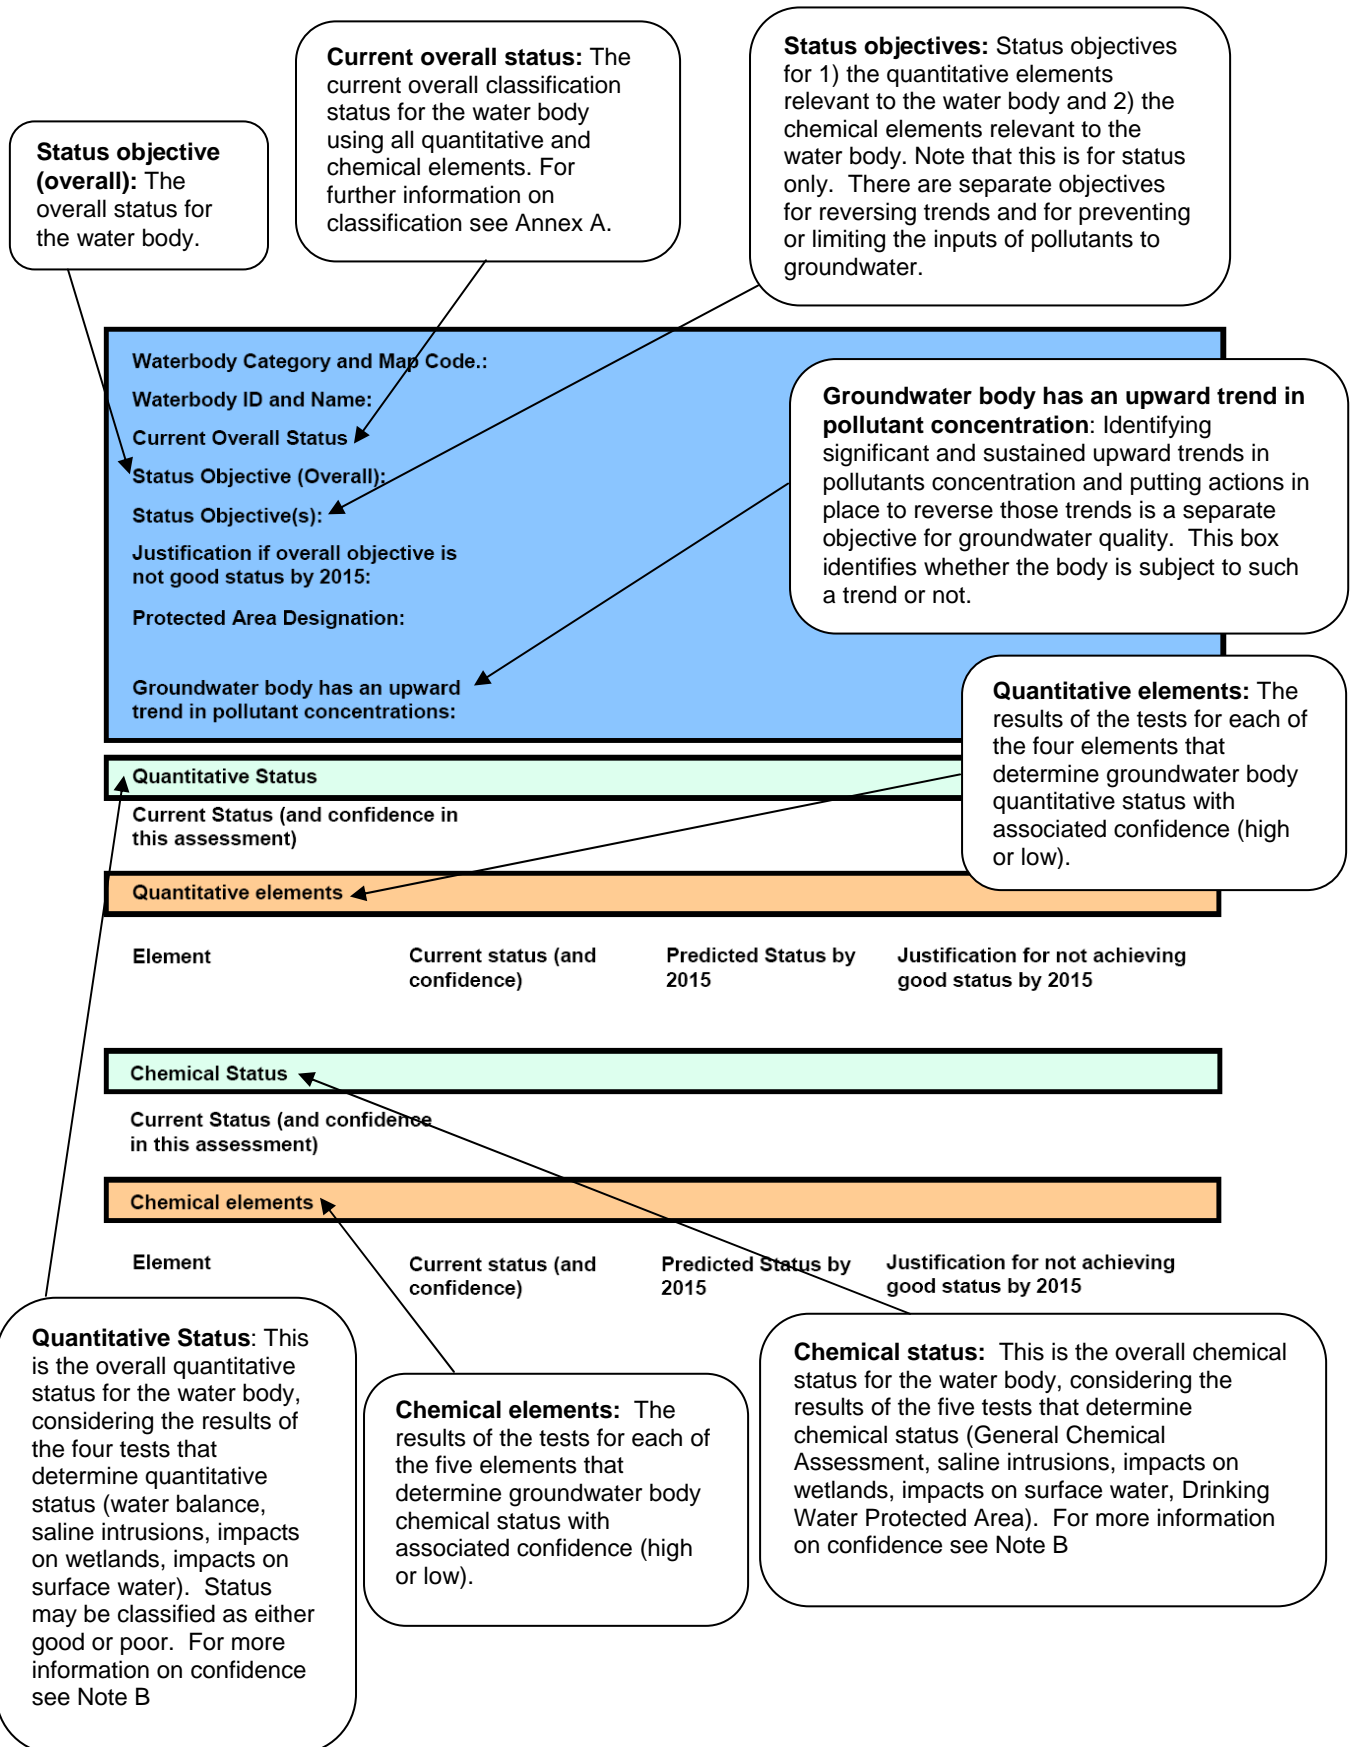 Status objective
(overall): The
overall status for
the water body.
Current overall status: The
current overall classification
status for the water body
using all quantitative and
chemical elements. For
further information on
classification see Annex A.
Status objectives: Status objectives
for 1) the quantitative elements
relevant to the water body and 2) the
chemical elements relevant to the
water body. Note that this is for status
only.  There are separate objectives
for reversing trends and for preventing
or limiting the inputs of pollutants to
groundwater.
Waterbody Category and Map Code.:
Waterbody ID and Name:
Current Overall Status
Status Objective (Overall):
Status Objective(s):
Justification if overall objective is
not good status by 2015:
Protected Area Designation:
Groundwater body has an upward
trend in pollutant concentrations:
Groundwater body has an upward trend in
pollutant concentration: Identifying
significant and sustained upward trends in
pollutants concentration and putting actions in
place to reverse those trends is a separate
objective for groundwater quality.  This box
identifies whether the body is subject to such
a trend or not.
Quantitative elements: The
results of the tests for each of
the four elements that
determine groundwater body
quantitative status with
associated confidence (high
or low).
Quantitative Status
Current Status (and confidence in
this assessment)
Quantitative elements
Element
Current status (and
confidence)
Predicted Status by
2015
Justification for not achieving
good status by 2015
Chemical Status
Current Status (and confidence
in this assessment)
Chemical elements
Element
Current status (and
confidence)
Predicted Status by
2015
Justification for not achieving
good status by 2015
Quantitative Status: This
is the overall quantitative
status for the water body,
considering the results of
the four tests that
determine quantitative
status (water balance,
saline intrusions, impacts
on wetlands, impacts on
surface water).  Status
may be classified as either
good or poor.  For more
information on confidence
see Note B
Chemical elements:  The
results of the tests for each of
the five elements that
determine groundwater body
chemical status with
associated confidence (high
or low).
Chemical status:  This is the overall chemical
status for the water body, considering the
results of the five tests that determine
chemical status (General Chemical
Assessment, saline intrusions, impacts on
wetlands, impacts on surface water, Drinking
Water Protected Area).  For more information
on confidence see Note B